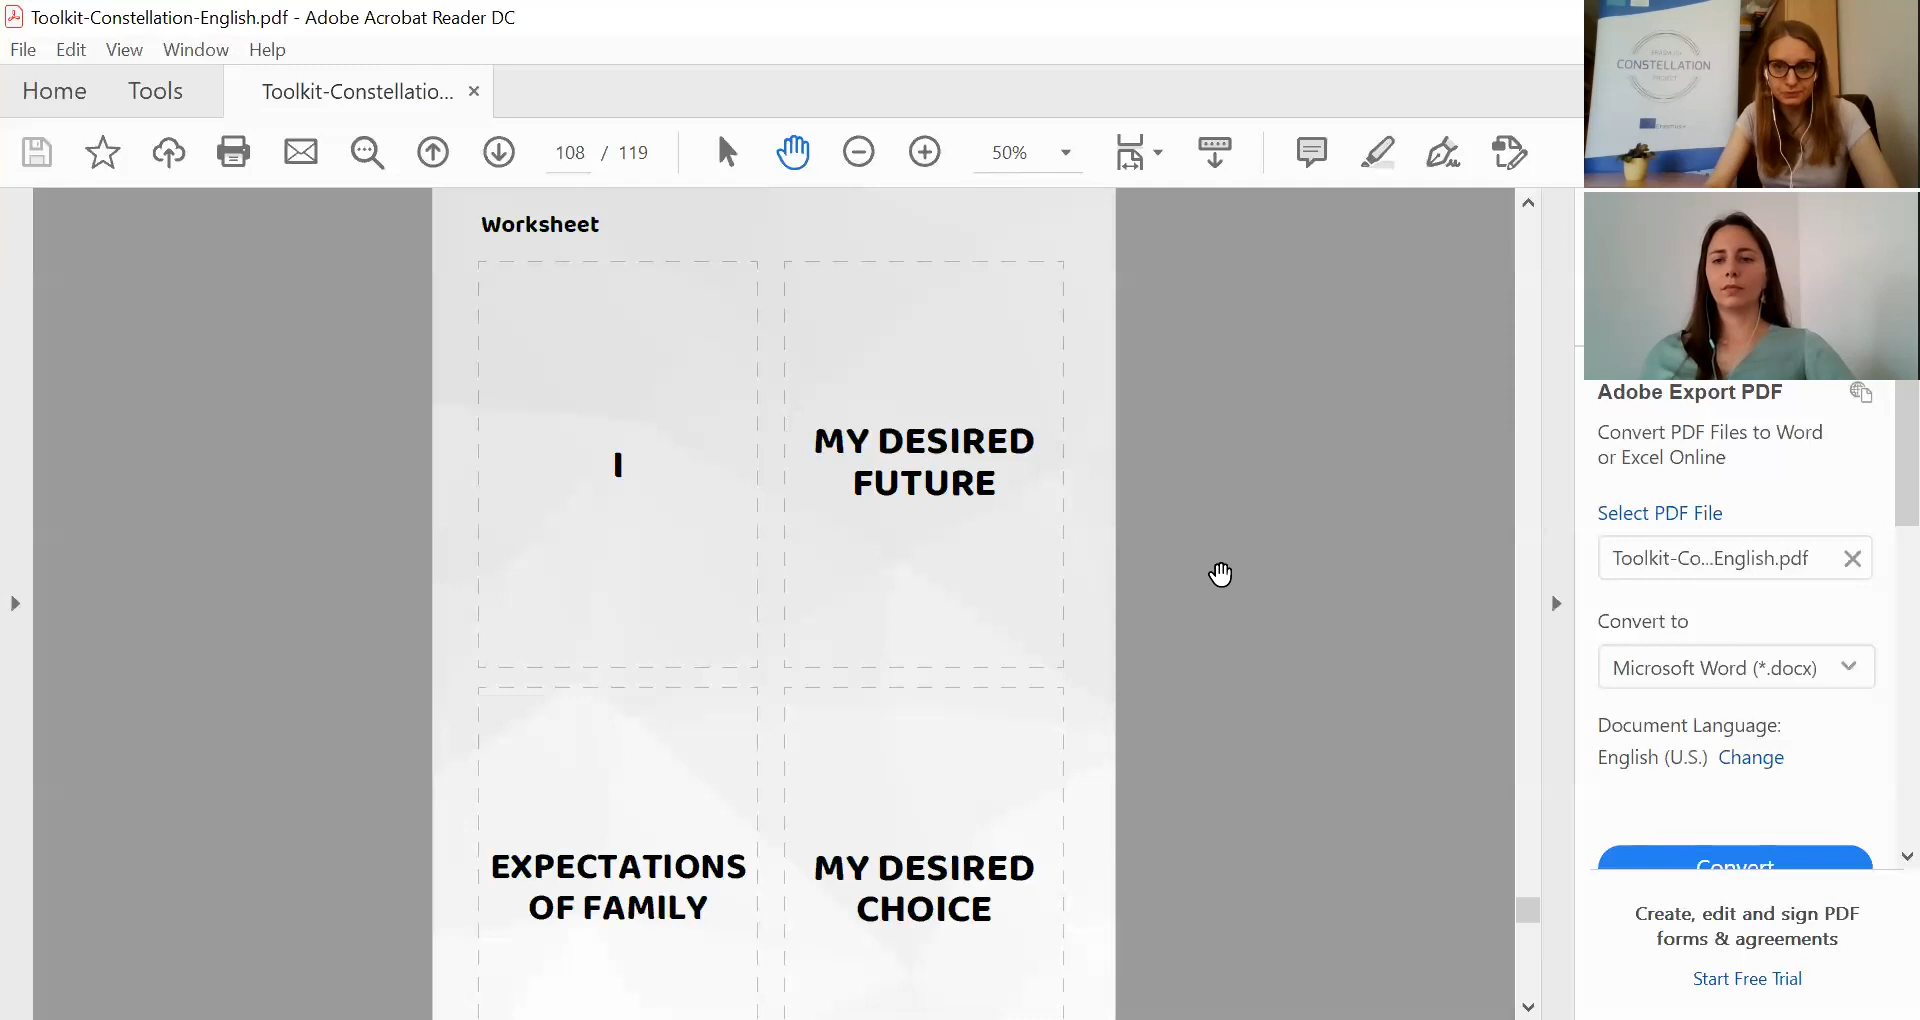 Toolkit-Constellation-English.pdf - Adobe Acrobat Reader DC
File Edit View Window Help
Home Tools Toolkit-Constellatio... ×
108 / 119 50%
Worksheet
I
MY DESIRED
FUTURE
EXPECTATIONS
OF FAMILY
MY DESIRED
CHOICE
CONSTELLATION
PROJECT
Erasmus+
Adobe Export PDF
Convert PDF Files to Word
or Excel Online
Select PDF File
Toolkit-Co...English.pdf
Convert to
Microsoft Word (*.docx)
Document Language:
English (U.S.) Change
Convert
Create, edit and sign PDF
forms & agreements
Start Free Trial